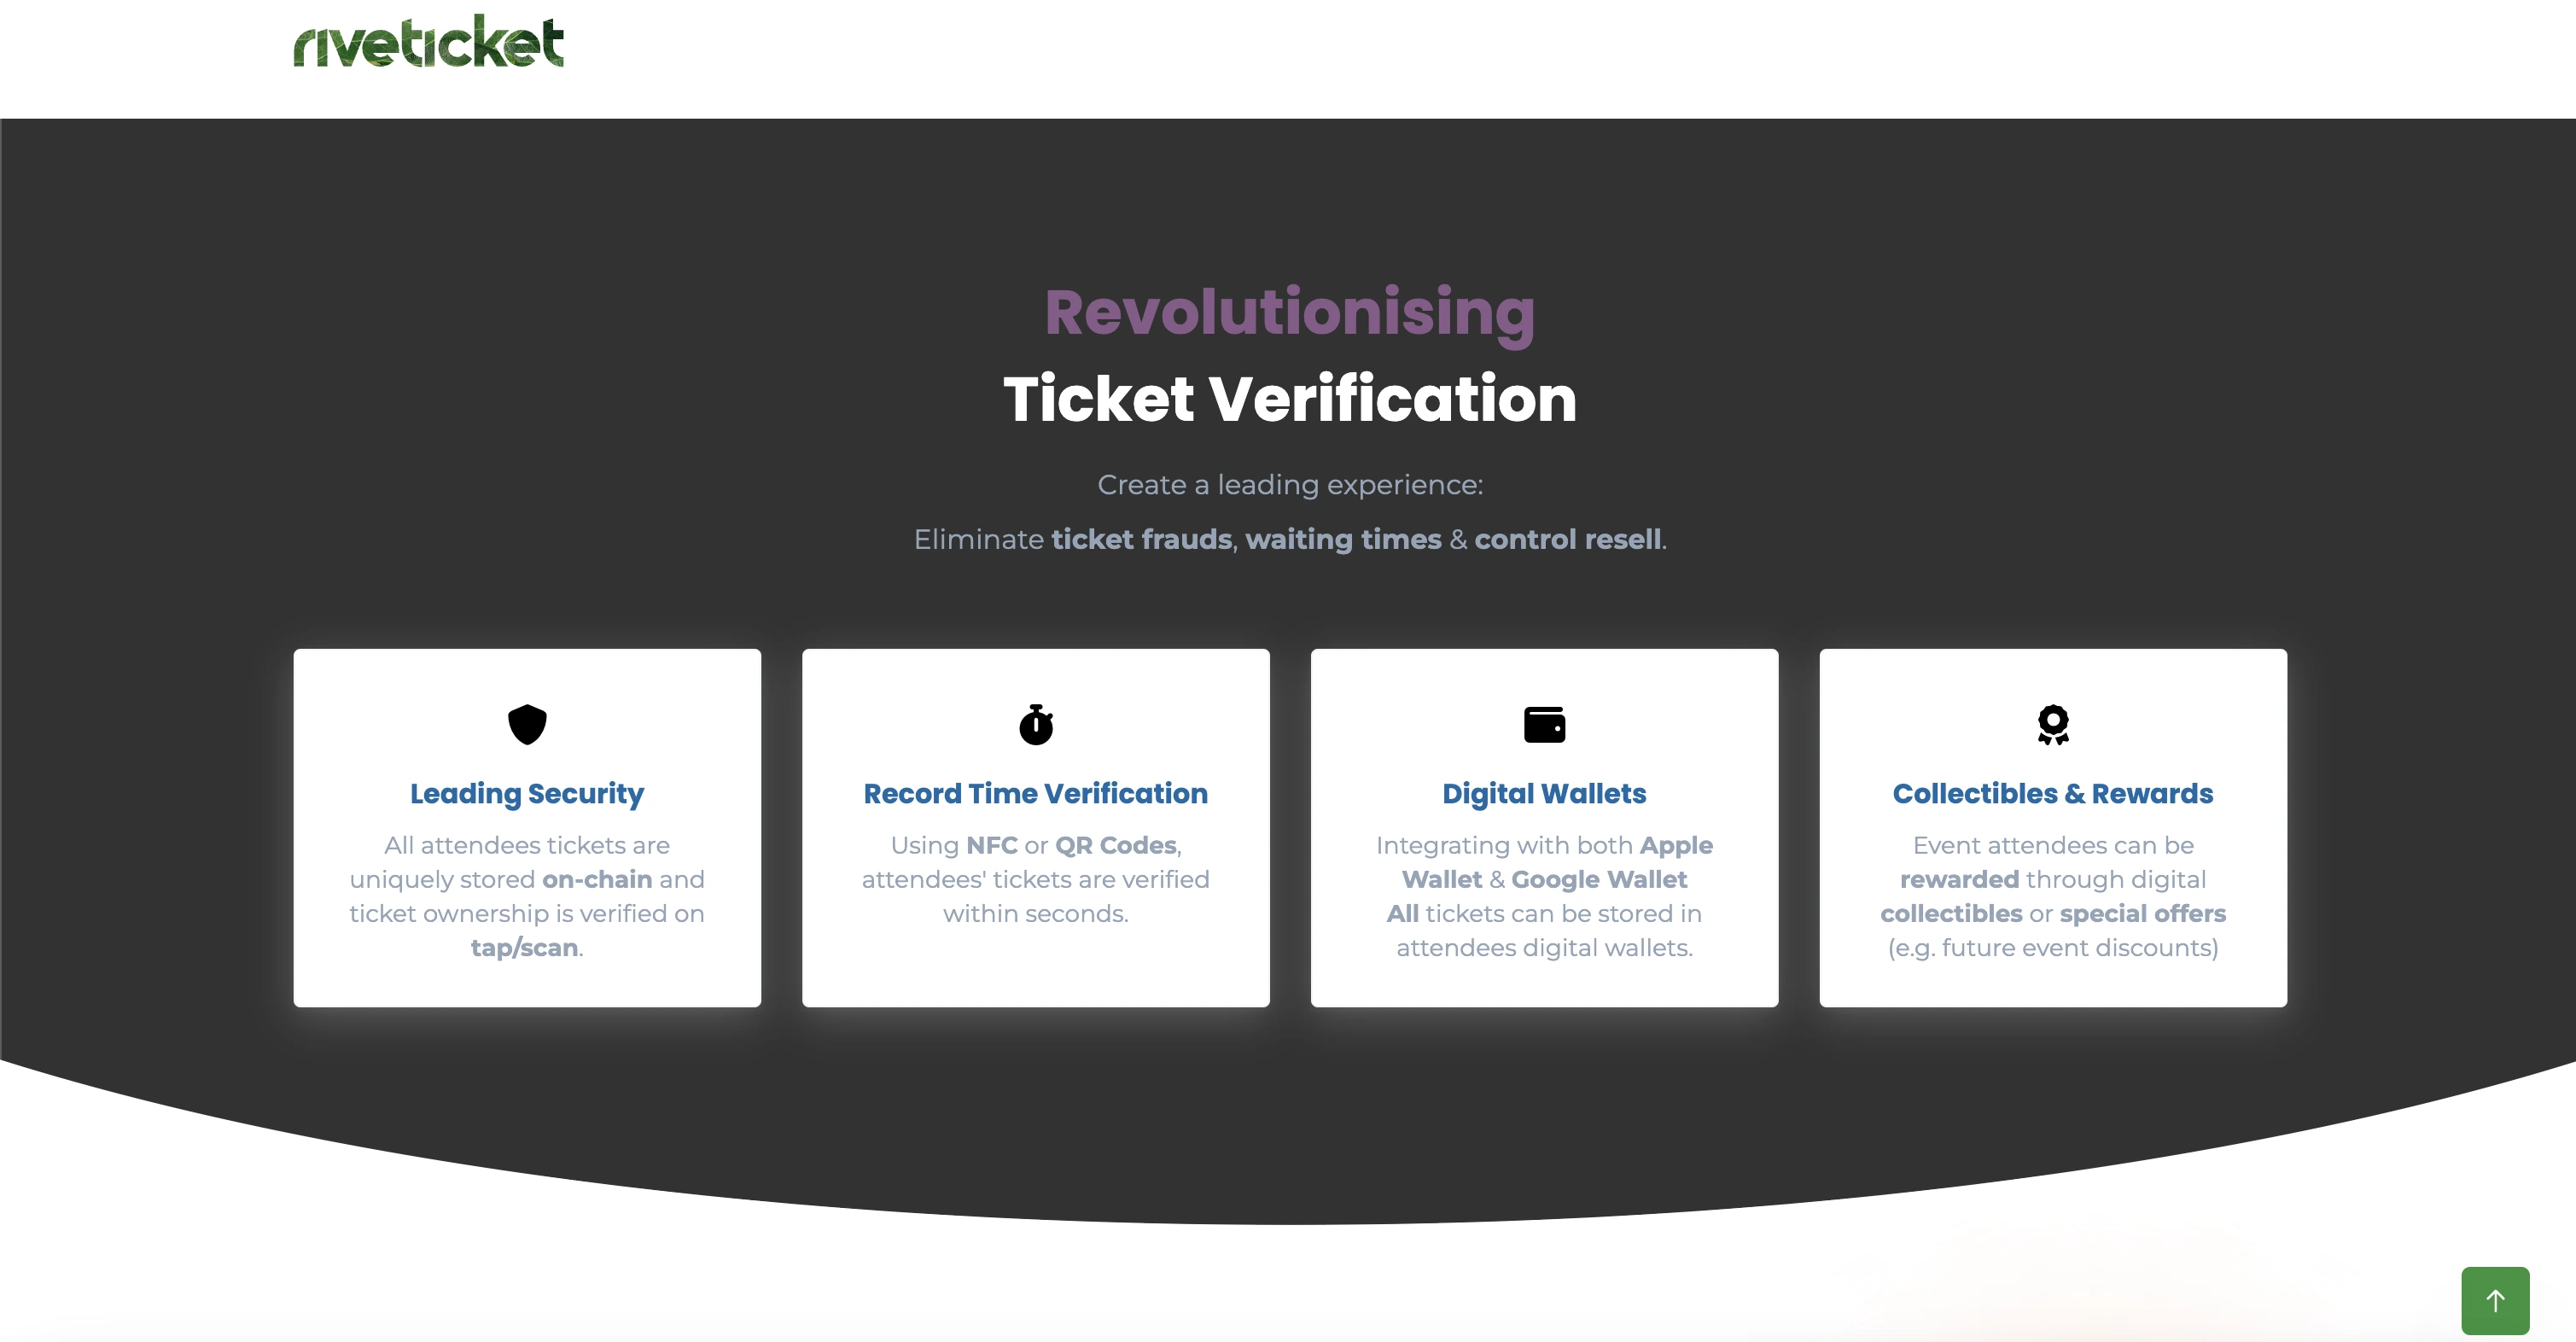 riveticket
Revolutionising
Ticket Verification
Create a leading experience:
Eliminate ticket frauds, waiting times & control resell.
Leading Security
All attendees tickets are
uniquely stored on-chain and
ticket ownership is verified on
tap/scan.
Record Time Verification
Using NFC or QR Codes,
attendees' tickets are verified
within seconds.
Digital Wallets
Integrating with both Apple
Wallet & Google Wallet
All tickets can be stored in
attendees digital wallets.
Collectibles & Rewards
Event attendees can be
rewarded through digital
collectibles or special offers
(e.g. future event discounts)